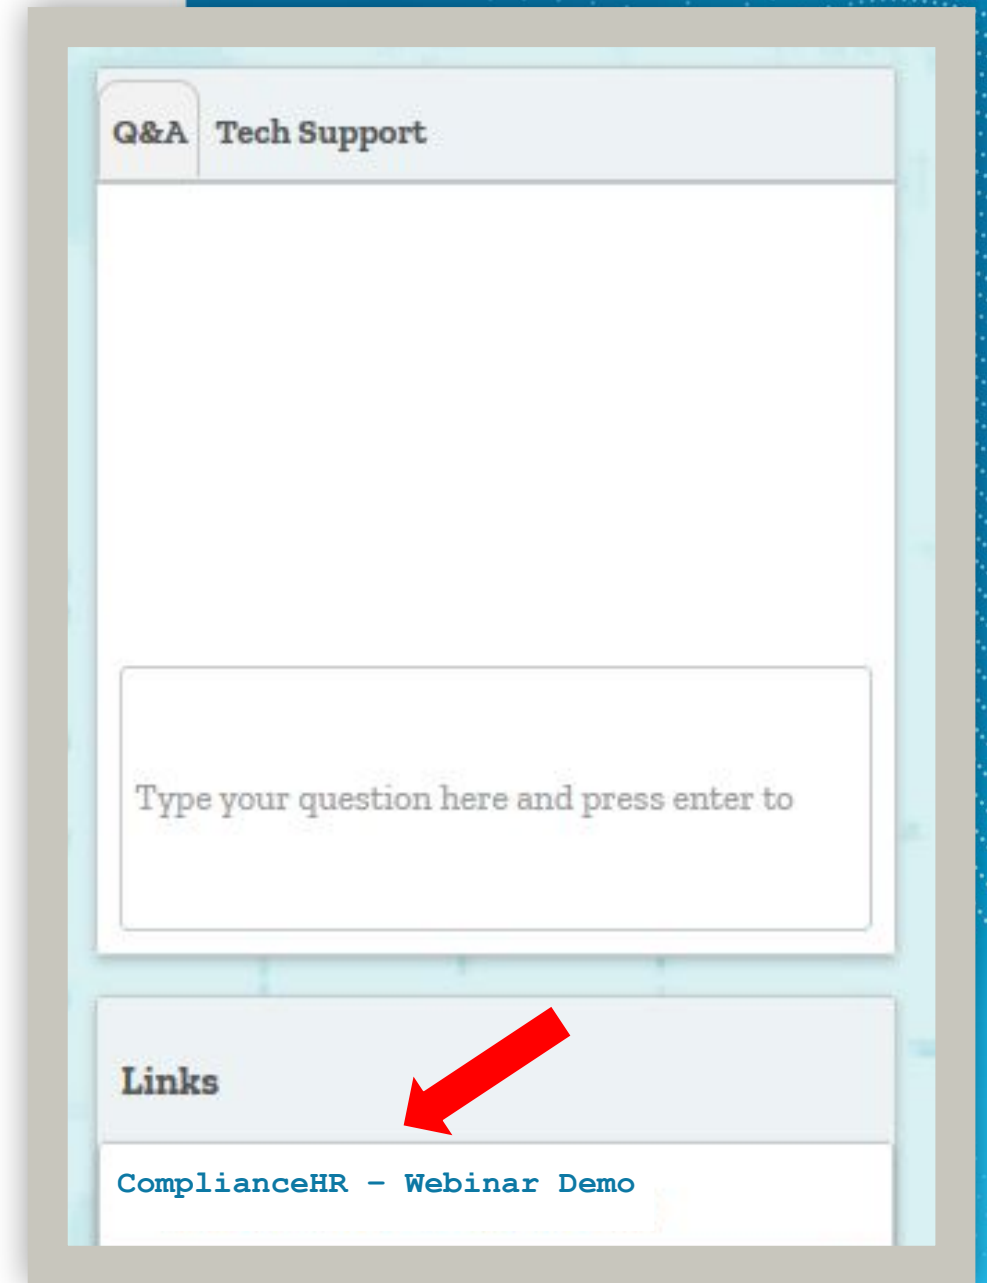 Q&A Tech Support
Type your question here and press enter to
Links
ComplianceHR – Webinar Demo